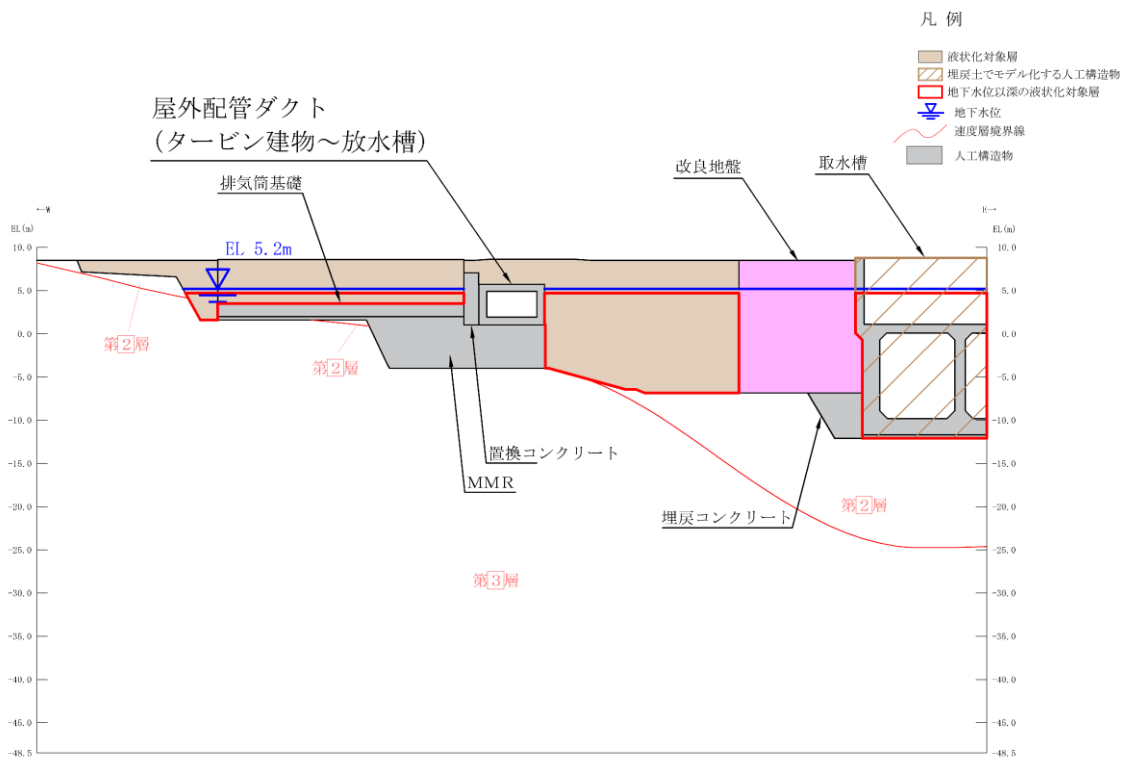 凡 例
液状化対象層
埋戻土でモデル化する人工構造物
地下水位以深の液状化対象層
地下水位
速度層境界線
人工構造物
屋外配管ダクト
(タービン建物～放水槽)
排気筒基礎
改良地盤
取水槽
←W
E→
EL(m)
EL(m)
EL 5.2m
10.0
5.0
0.0
-5.0
-10.0
-15.0
-20.0
-25.0
-30.0
-35.0
-40.0
-45.0
-48.5
10.0
5.0
0.0
-5.0
-10.0
-15.0
-20.0
-25.0
-30.0
-35.0
-40.0
-45.0
-48.5
第2層
第2層
置換コンクリート
MMR
埋戻コンクリート
第2層
第3層